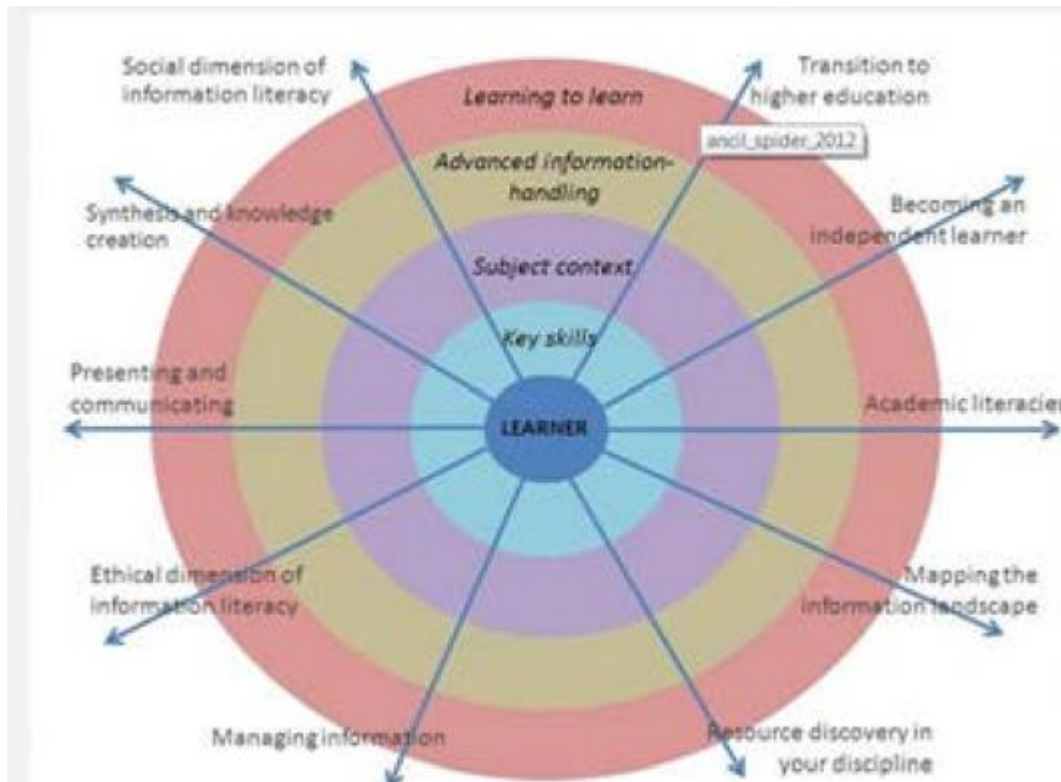 Social dimension of
information literacy
Learning to learn
Transition to
higher education
ancil_spider_2012
Advanced information-
handling
Synthesis and knowledge
creation
Becoming an
independent learner
Subject context
Key skills
Presenting and
communicating
LEARNER
Academic literacies
Ethical dimension of
information literacy
Mapping the
information landscape
Managing information
Resource discovery in
your discipline